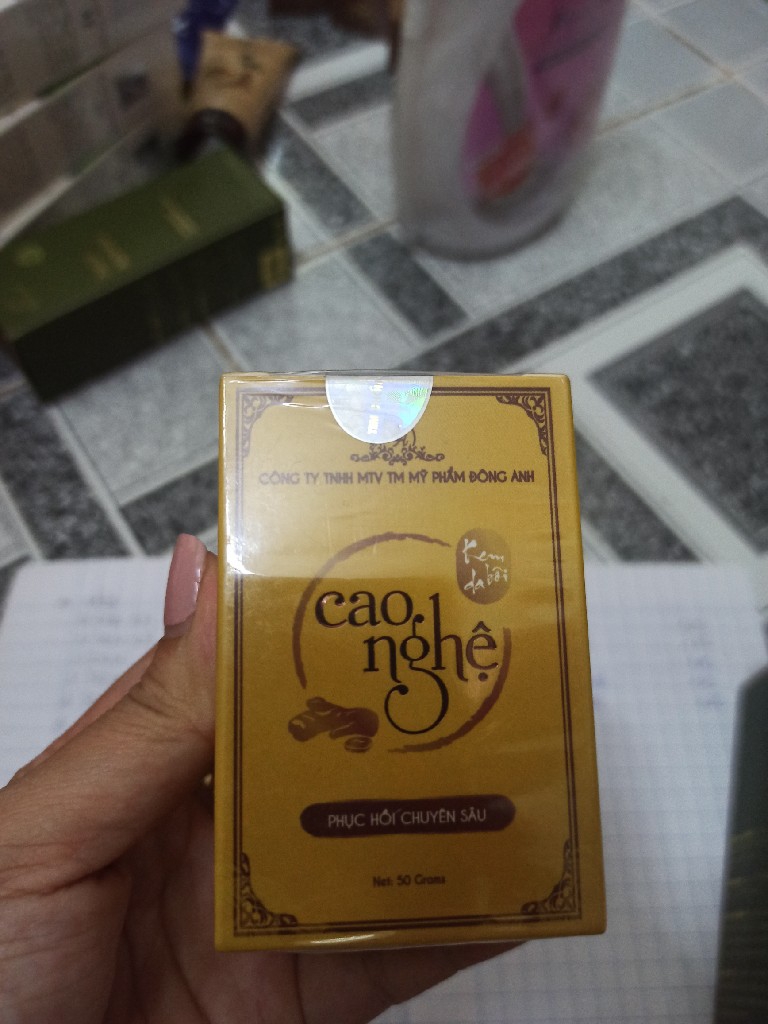 CÔNG TY TNHH MTV TM MỸ PHẨM ĐÔNG ANH
Kem
bôi da
cao
nghệ
PHỤC HỒI CHUYÊN SÂU
Net: 50 Grams